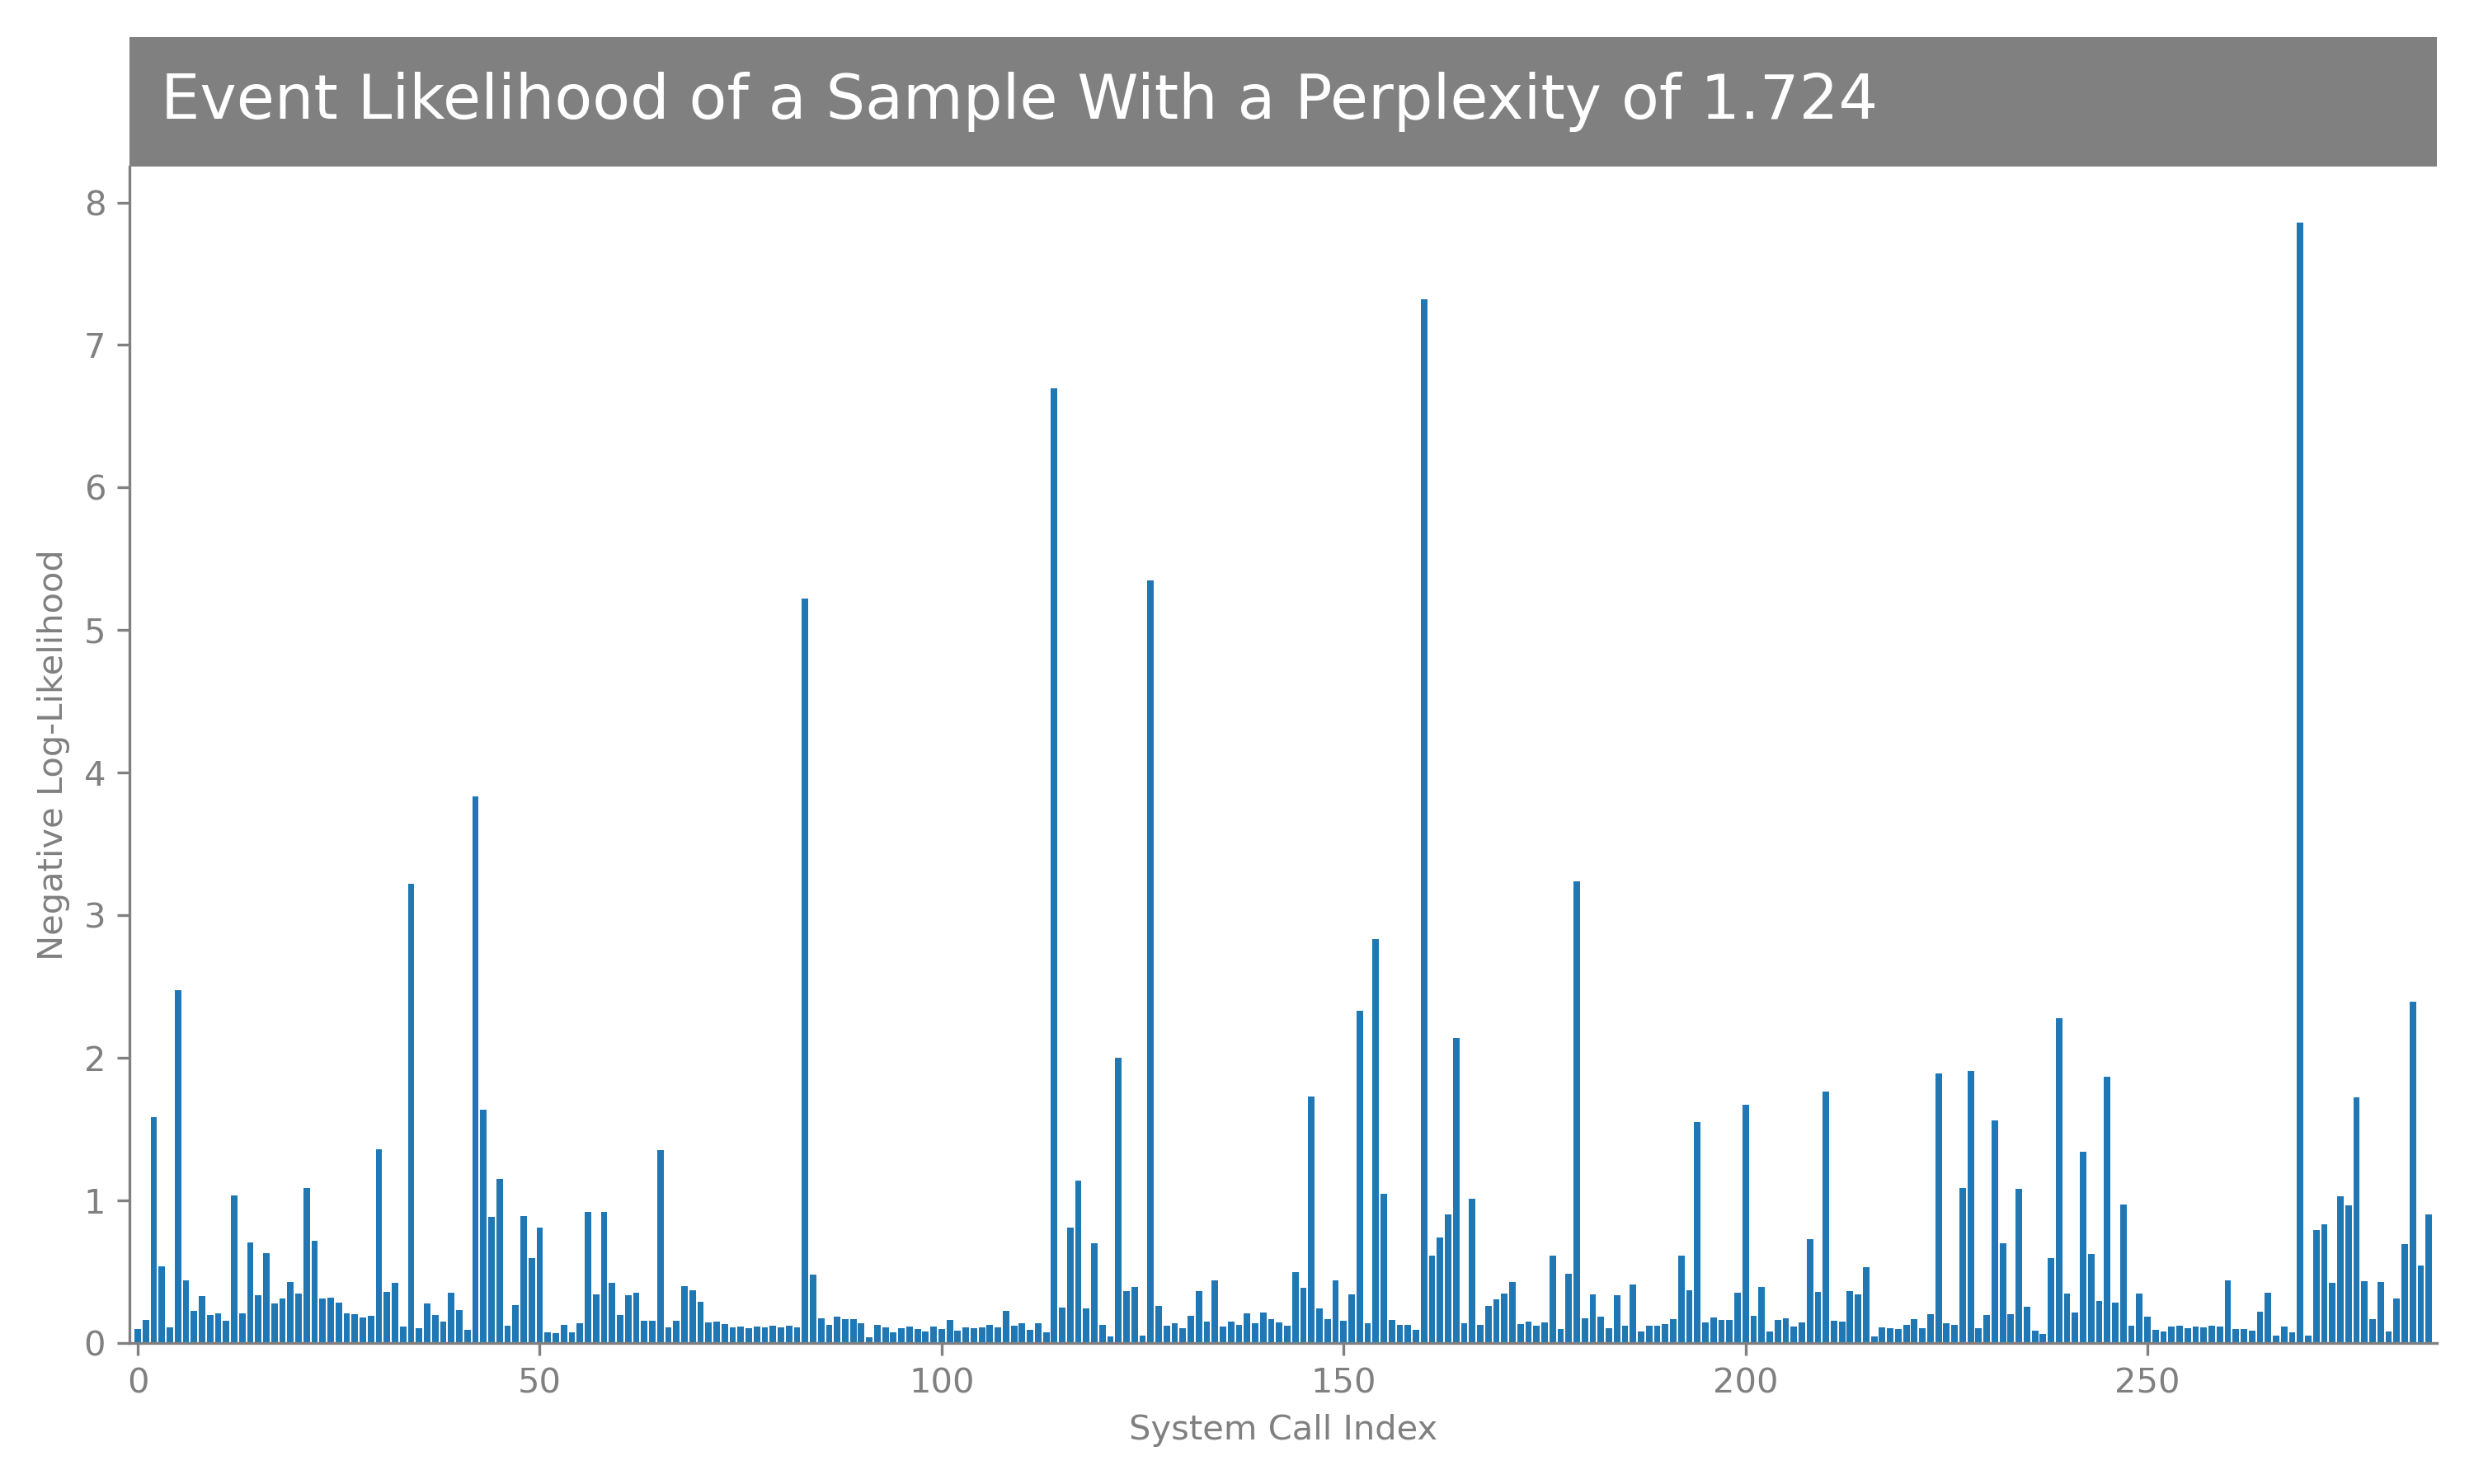 Event Likelihood of a Sample With a Perplexity of 1.724
8
7
6
5
4
3
2
1
0
Negative Log-Likelihood
0 50 100 150 200 250
System Call Index